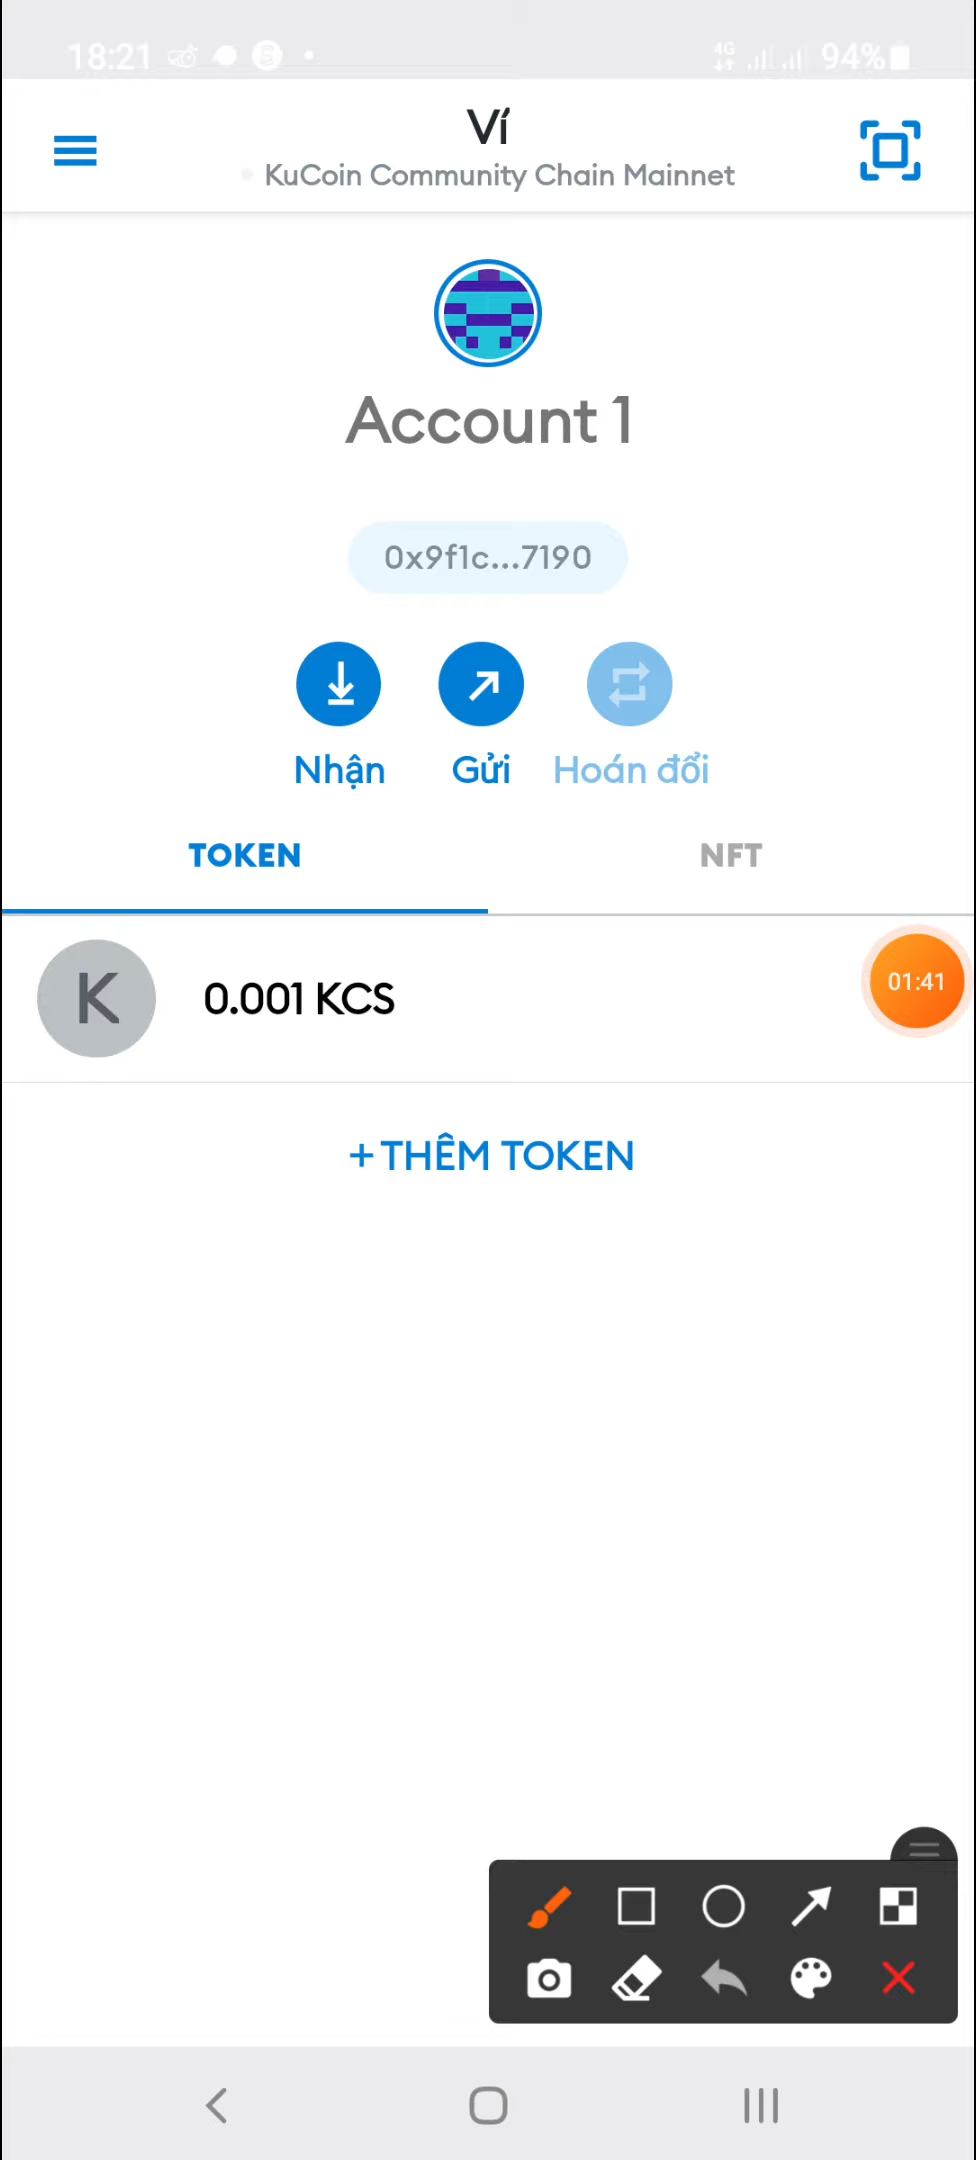 18:21
4G
94%
Ví
KuCoin Community Chain Mainnet
Account 1
0x9f1c...7190
Nhận
Gửi
Hoán đổi
TOKEN
NFT
K
0.001 KCS
01:41
+ THÊM TOKEN